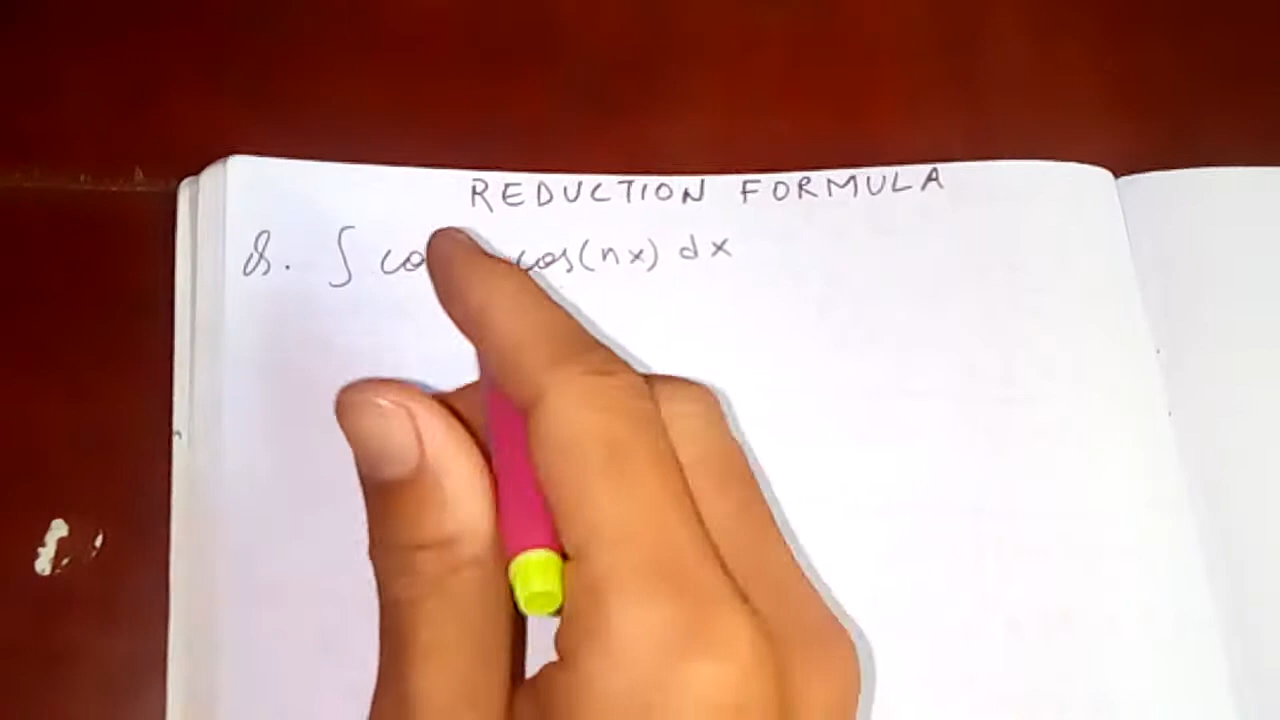 REDUCTION FORMULA
8. ∫ co cos(nx) dx